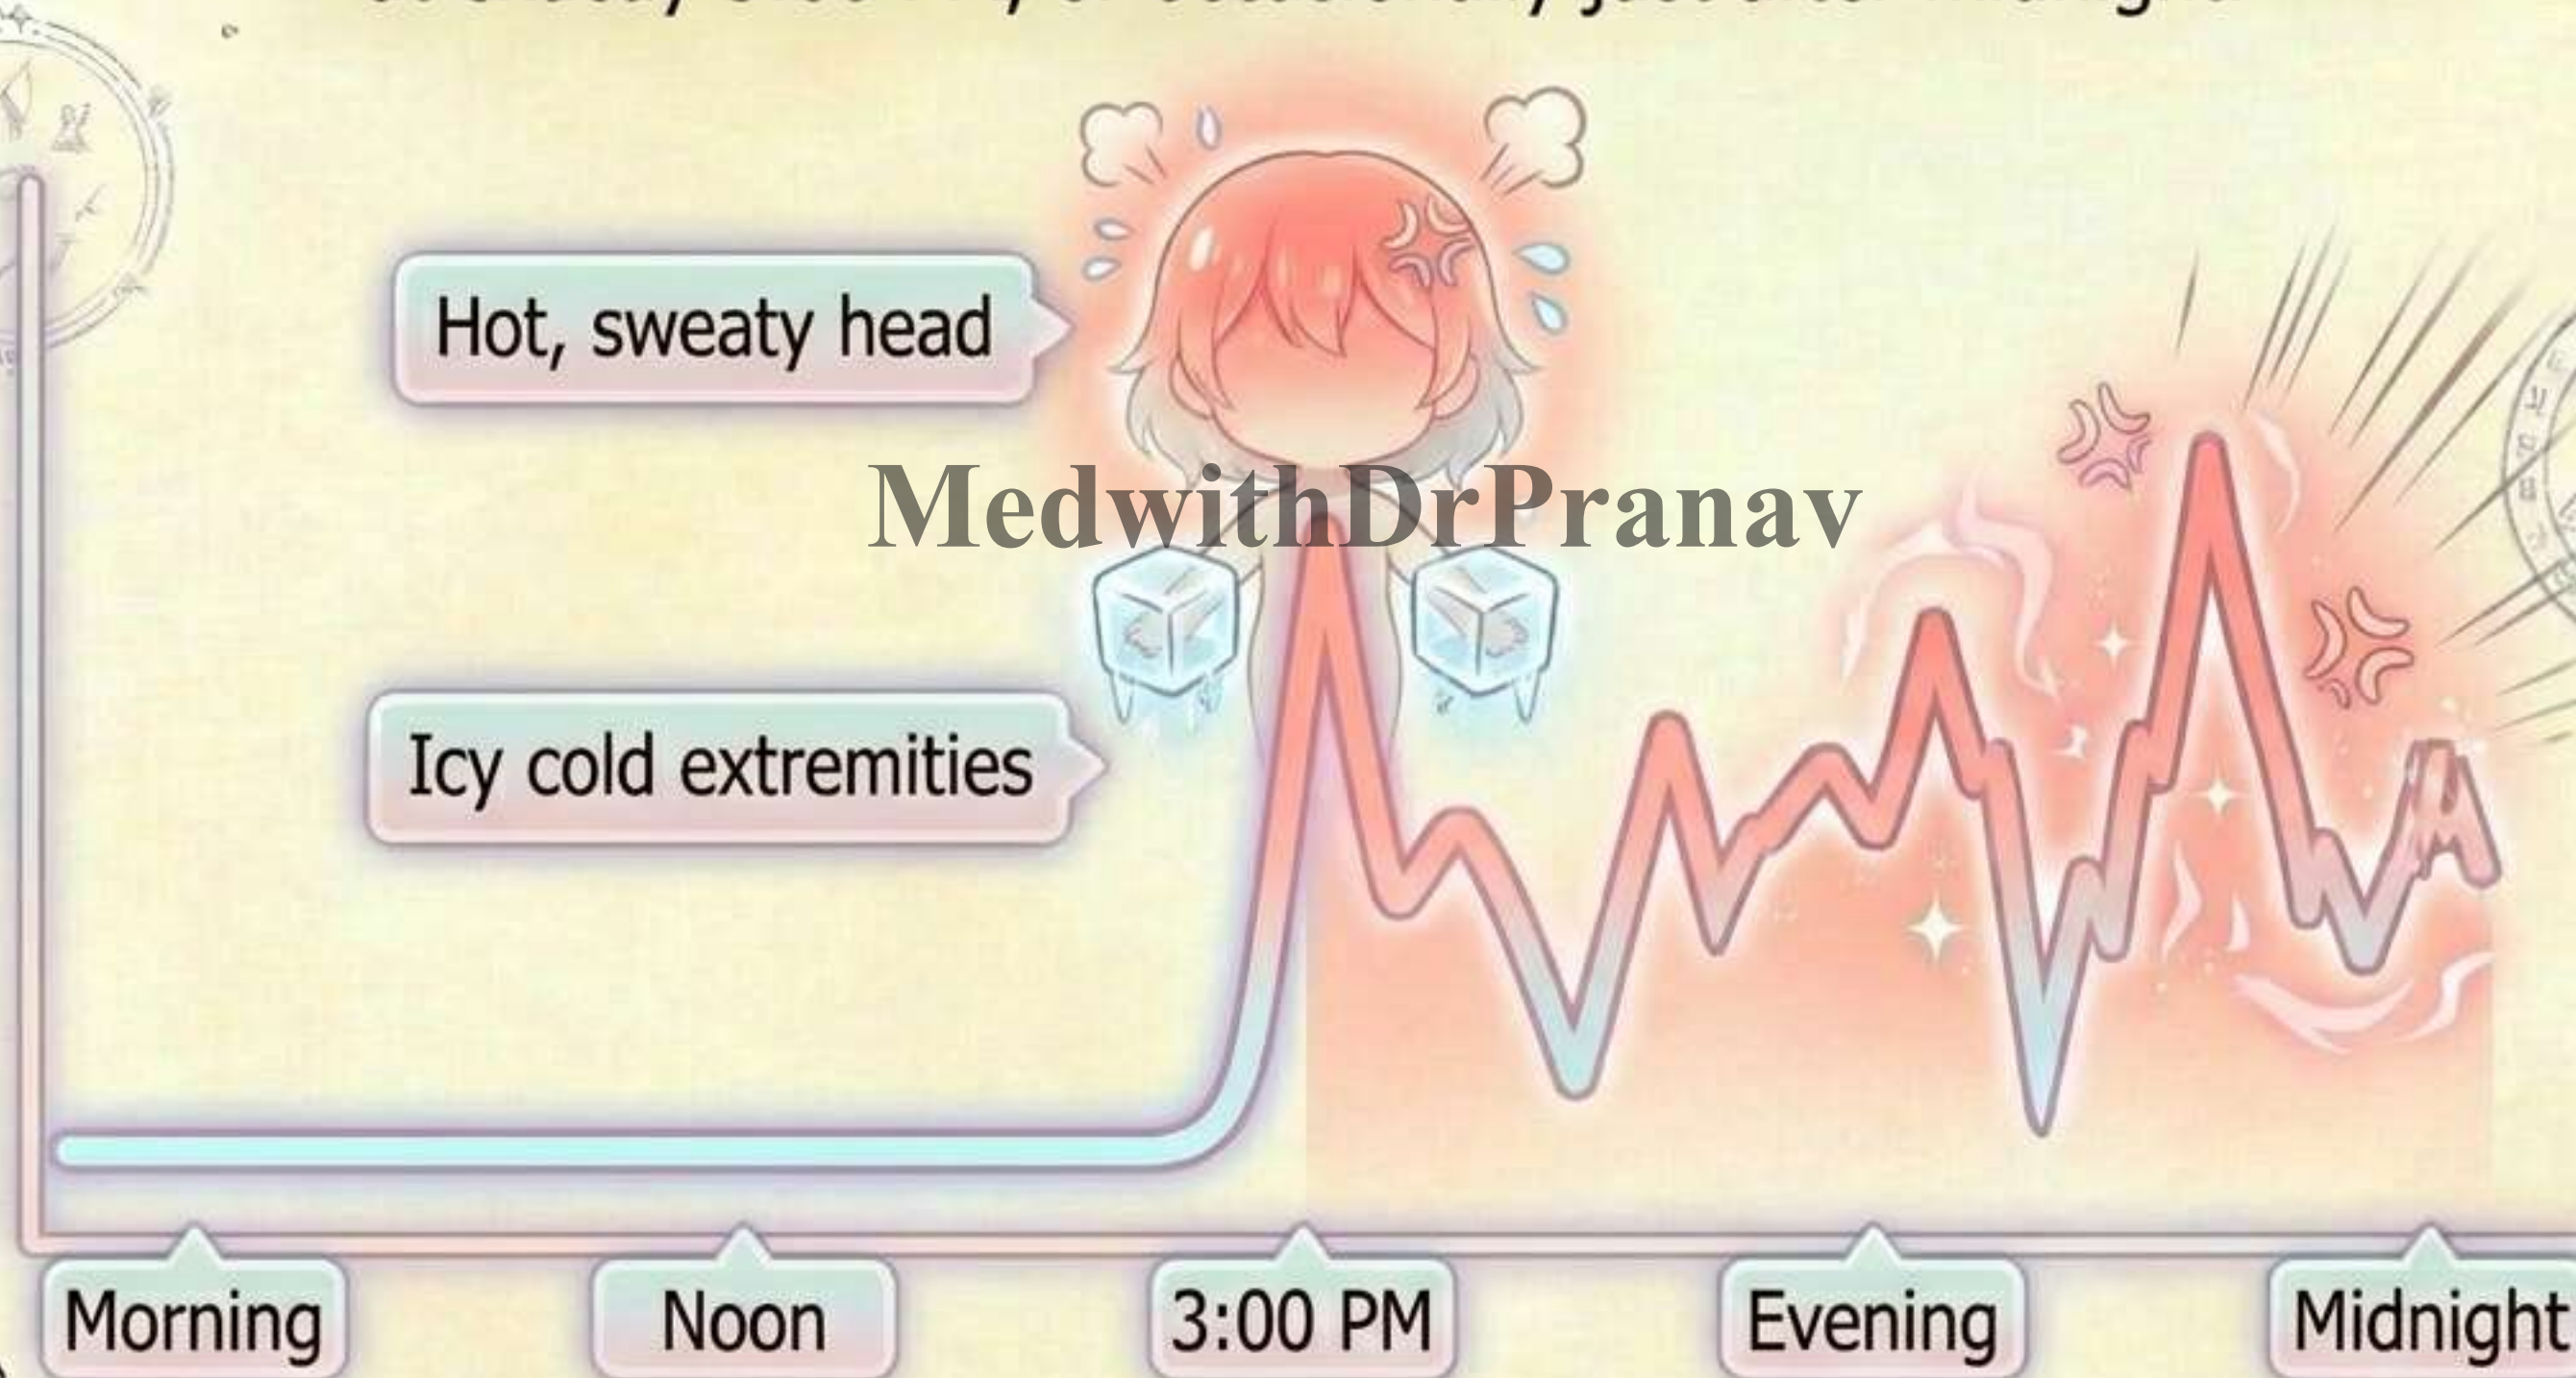 Hot, sweaty head
MedwithDrPranav
Icy cold extremities
Morning
Noon
3:00 PM
Evening
Midnight